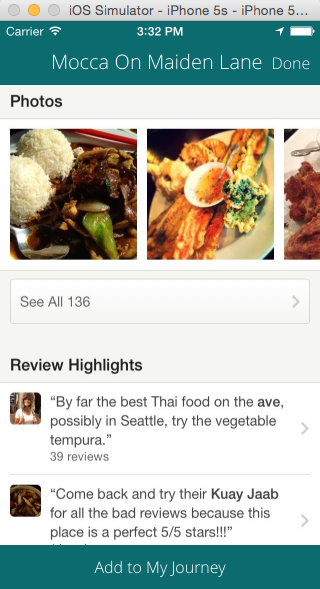 iOS Simulator - iPhone 5s - iPhone 5...
Carrier 3:32 PM
Mocca On Maiden Lane Done
Photos
See All 136
Review Highlights
“By far the best Thai food on the ave,
possibly in Seattle, try the vegetable
tempura.”
39 reviews
“Come back and try their Kuay Jaab
for all the bad reviews because this
place is a perfect 5/5 stars!!!”
Add to My Journey